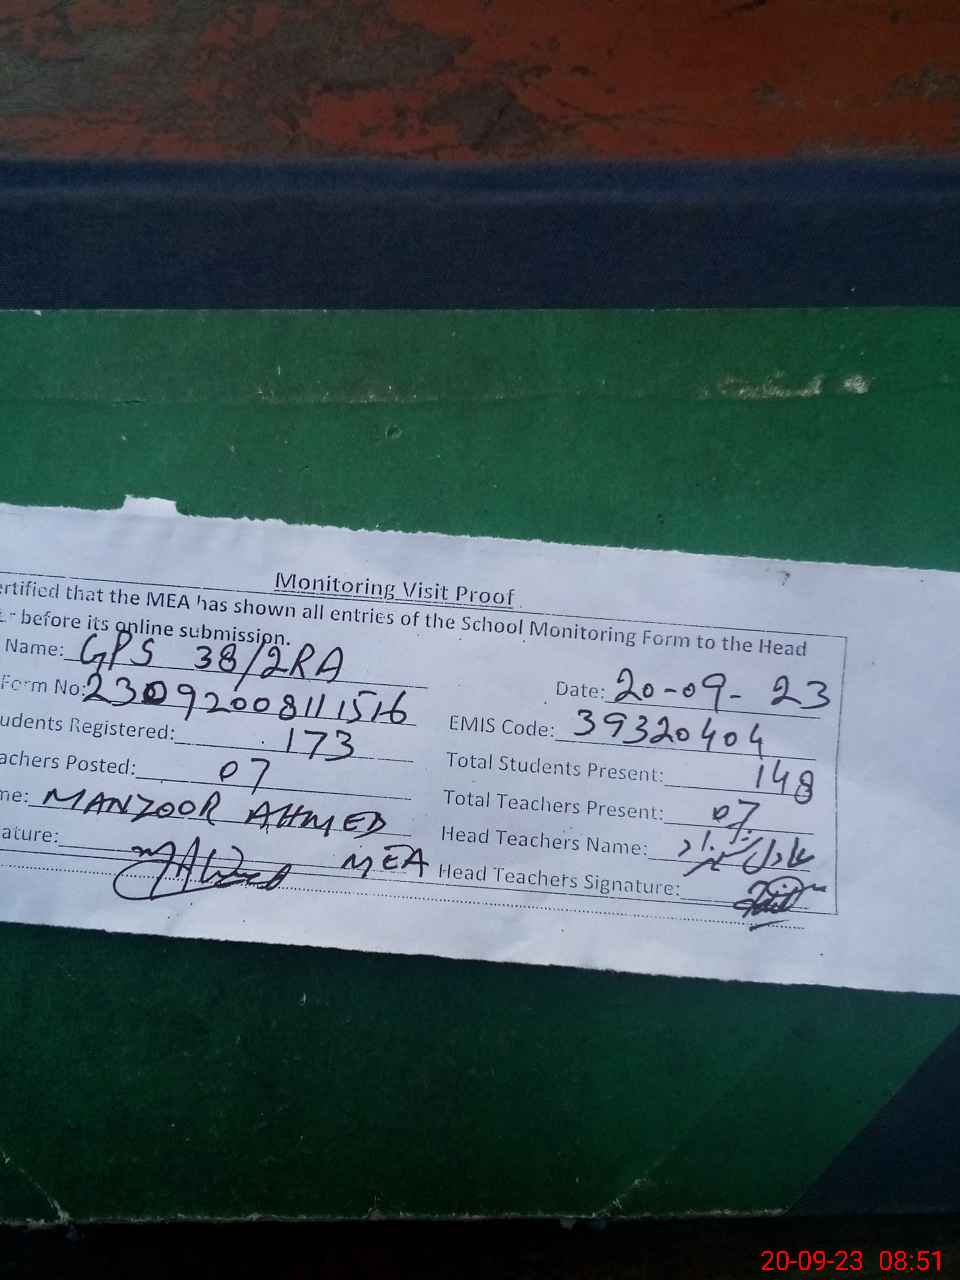 Monitoring Visit Proof
ertified that the MEA has shown all entries of the School Monitoring Form to the Head
before its online submission.
Name: GPS 38/2RA
Date: 20-09-23
Form No: 23092008111516
EMIS Code: 39320404
udents Registered: 173
Total Students Present: 148
achers Posted: 07
Total Teachers Present: 07
me: MANZOOR AHMED
Head Teachers Name: عادل شہزاد
ature: MEA
Head Teachers Signature:
20-09-23 08:51